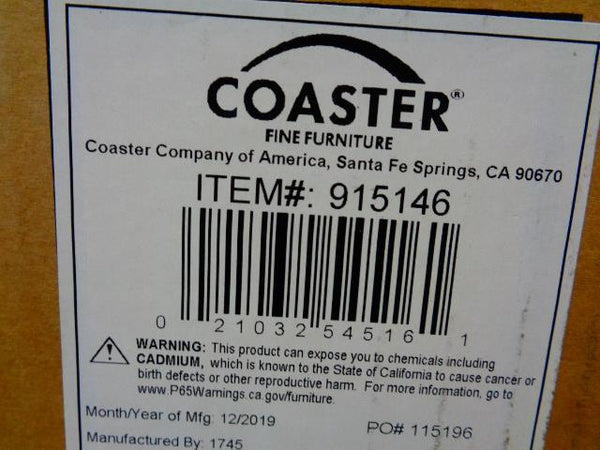 COASTER®
FINE FURNITURE
Coaster Company of America, Santa Fe Springs, CA 90670
ITEM#: 915146
0 21032 54516 1
WARNING: This product can expose you to chemicals including
CADMIUM, which is known to the State of California to cause cancer or
birth defects or other reproductive harm. For more information, go to
www.P65Warnings.ca.gov/furniture.
Month/Year of Mfg: 12/2019
PO# 115196
Manufactured By: 1745